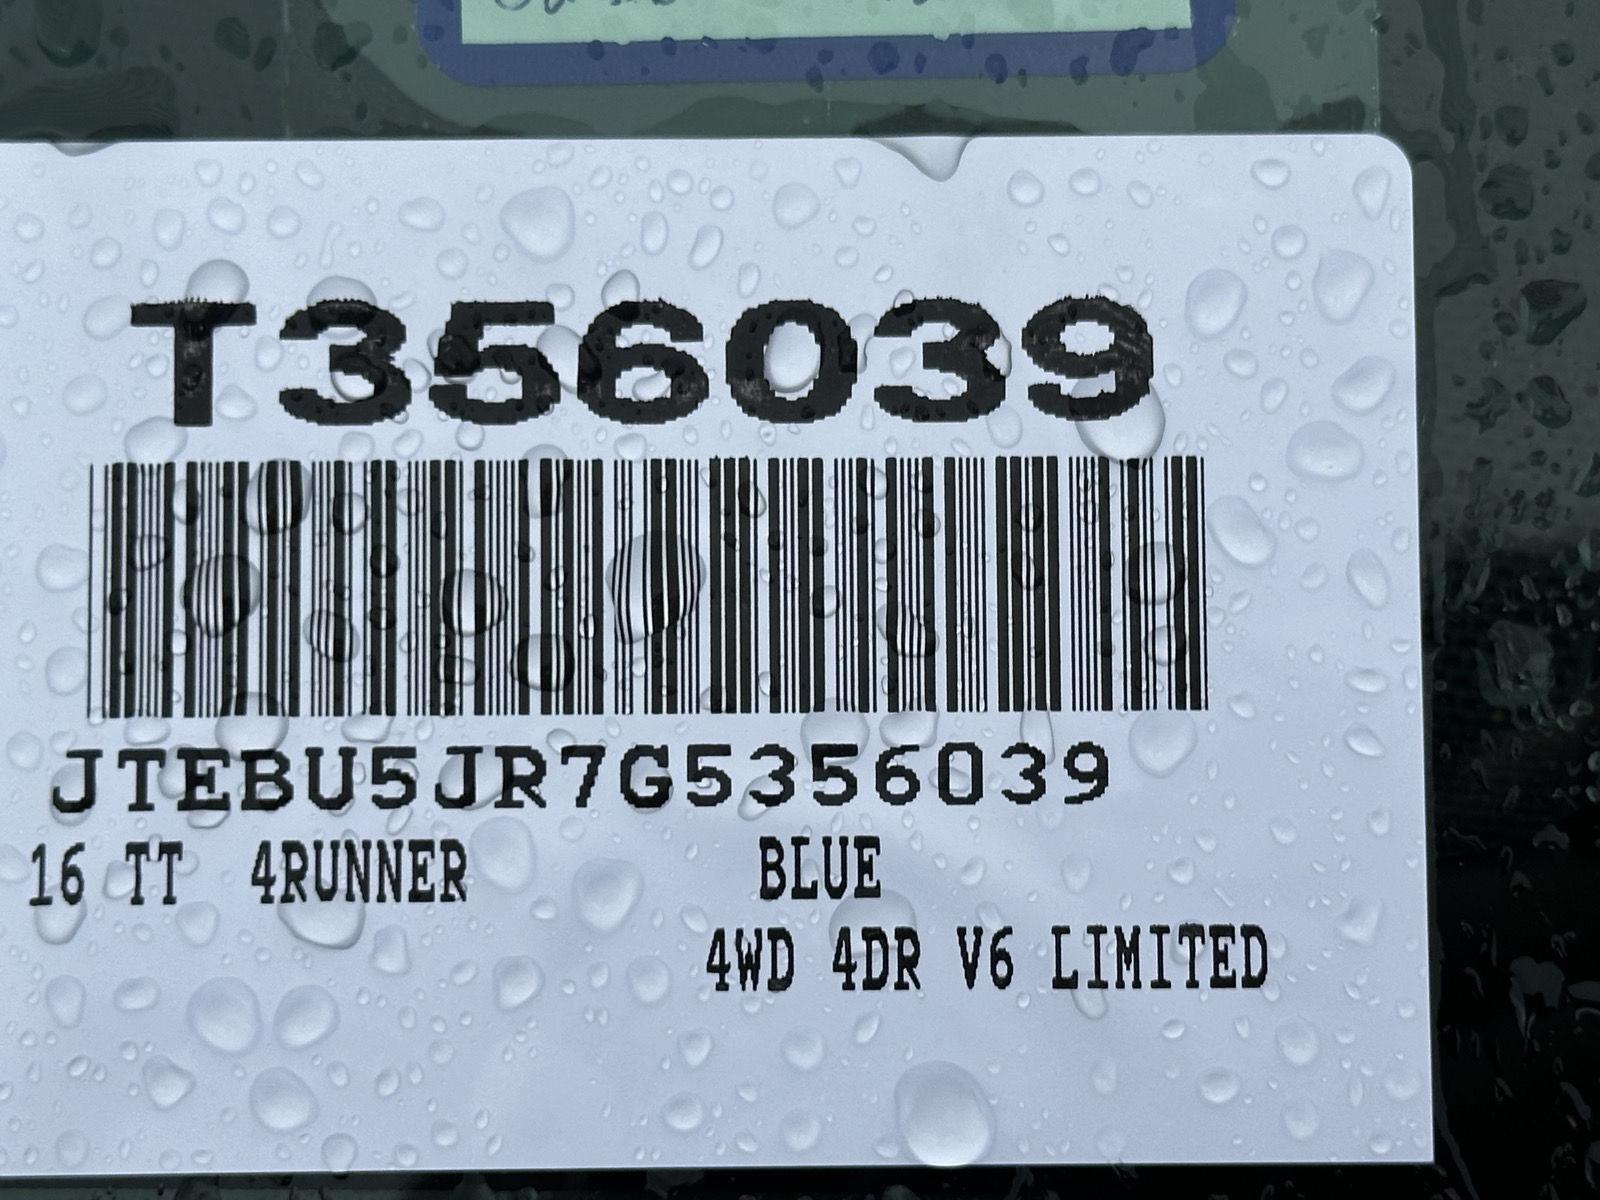 T356039
JTEBU5JR7G5356039
16 TT 4RUNNER BLUE
4WD 4DR V6 LIMITED